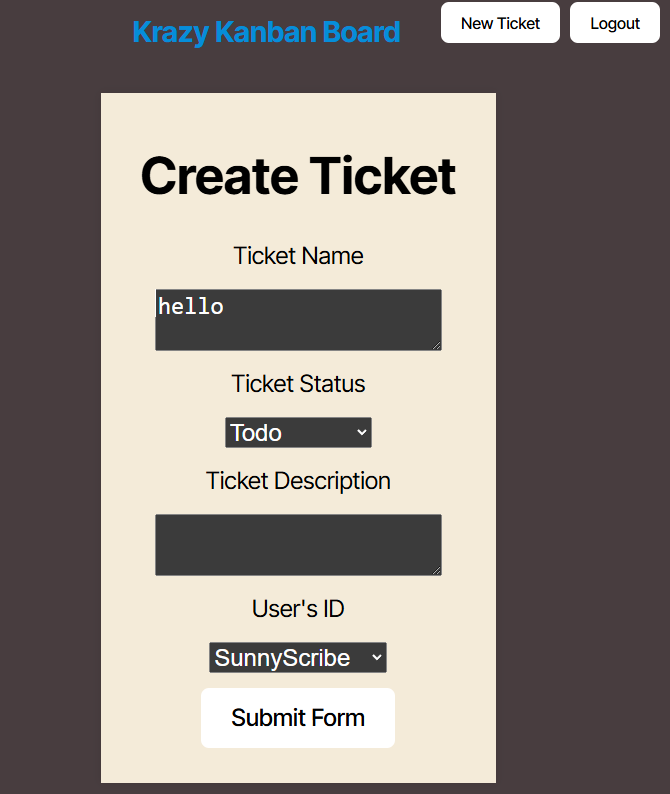 Krazy Kanban Board
New Ticket
Logout
Create Ticket
Ticket Name
hello
Ticket Status
Todo
Ticket Description
User's ID
SunnyScribe
Submit Form